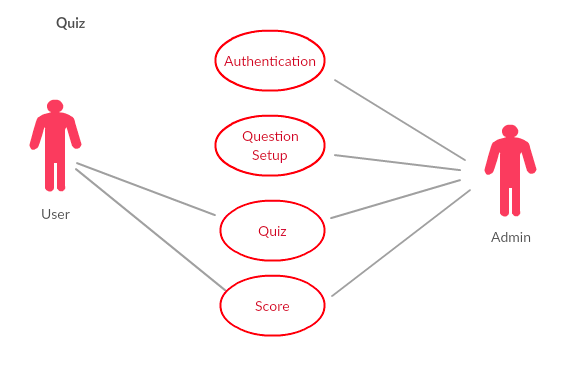 Quiz
Authentication
Question
Setup
User
Quiz
Admin
Score